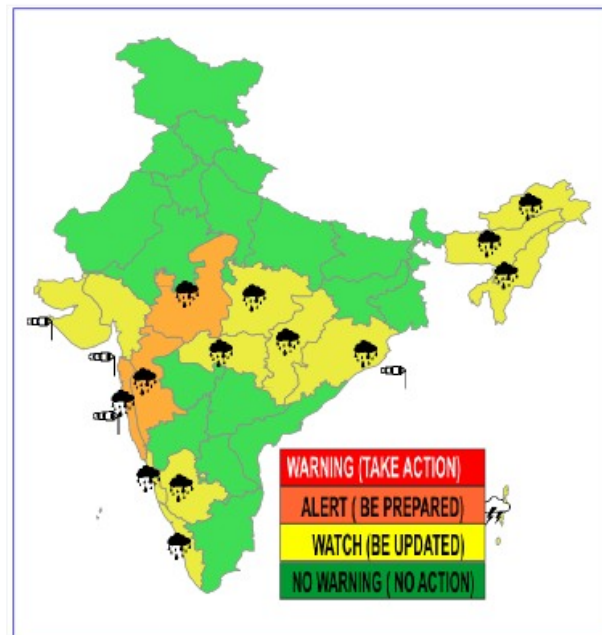 WARNING (TAKE ACTION)
ALERT ( BE PREPARED)
WATCH (BE UPDATED)
NO WARNING ( NO ACTION)